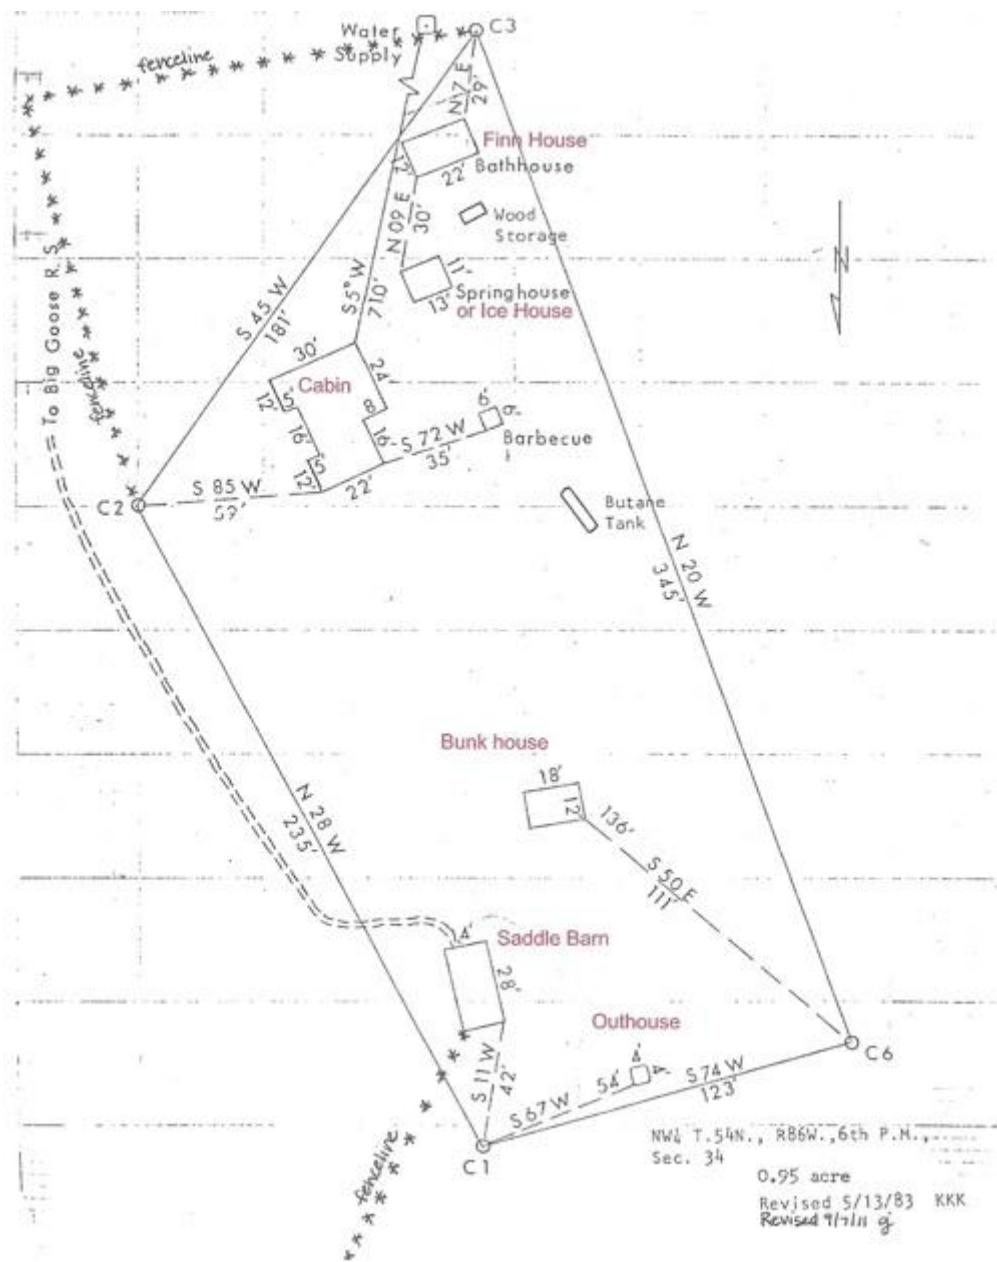 Water
Supply
C3
fenceline
N 7 E
29'
Finn House
Bathhouse
12'
22'
N 09 E
30'
Wood
Storage
11'
13'
Springhouse
or Ice House
S 5° W
710'
S 45 W
181'
To Big Goose R.S.
fenceline
30'
Cabin
24'
12'
5'
8'
16'
16'
5'
12'
22'
S 72 W
35'
6'
Barbecue
S 85 W
59'
C2
Butane
Tank
N 20 W
345'
Bunk house
18'
12'
136'
S 50 E
111'
N 28 W
235'
Saddle Barn
28'
Outhouse
S 11 W
42'
4'
4'
54'
S 67 W
S 74 W
123'
C6
C1
fenceline
NW¼ T.54N., R86W.,6th P.M.,
Sec. 34
0.95 acre
Revised 5/13/83 KKK
Revised 9/7/11